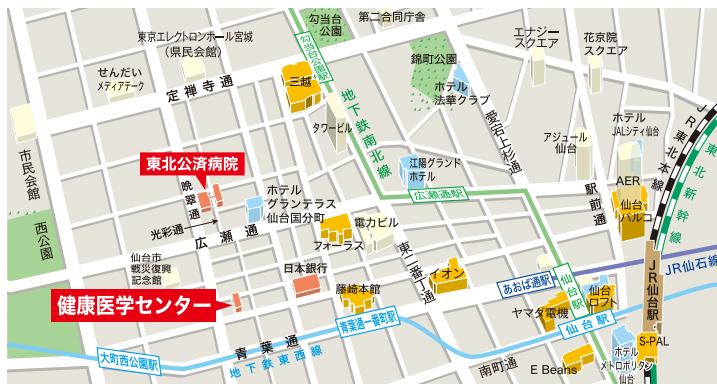 勾当台
公園
第二合同庁舎
東京エレクトロンホール宮城
(県民会館)
エナジー
スクエア
花京院
スクエア
せんだい
メディアテーク
定禅寺通
三越
勾当台公園駅
錦町公園
ホテル
法華クラブ
地下鉄南北線
タワービル
愛宕上杉通
アジュール
仙台
ホテル
JALシティ仙台
JR東北本線
東北新幹線
市民会館
東北公済病院
晩翠通
江陽グランド
ホテル
広瀬通駅
駅前通
AER
仙台
パルコ
西公園
光彩通
広瀬通
ホテル
グランテラス
仙台国分町
フォーラス
電力ビル
東二番丁通
仙台市
戦災復興
記念館
日本銀行
藤崎本館
イオン
あおば通駅
仙台駅
仙台
ロフト
JR仙台駅
JR仙石線
健康医学センター
青葉通一番町駅
ヤマダ電機
仙台駅
S-PAL
大町西公園駅
青葉通
地下鉄東西線
南町通
E Beans
ホテル
メトロポリタン
仙台